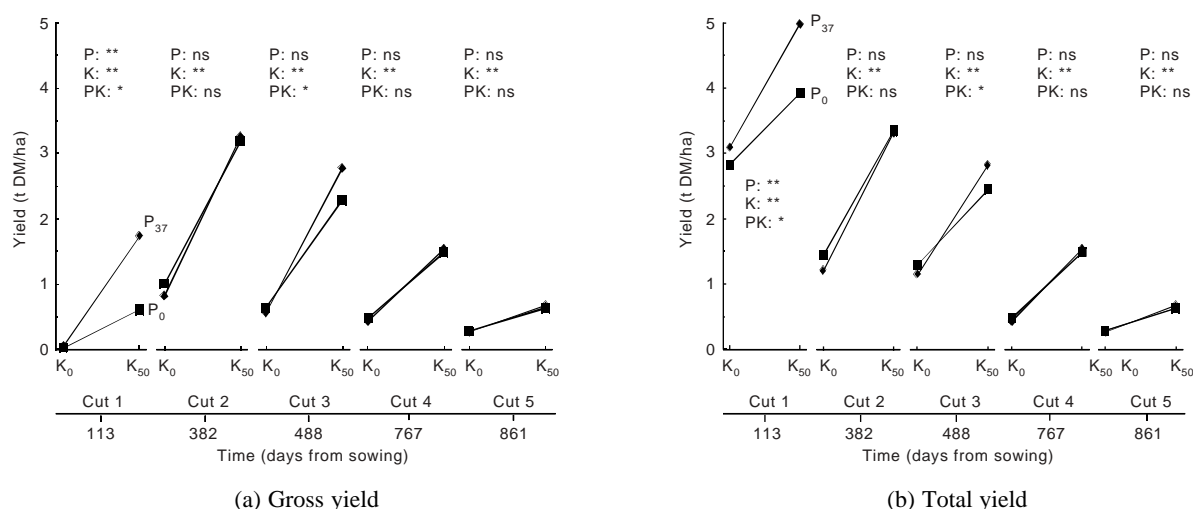 5
P: ** P: ns P: ns P: ns P: ns
K: ** K: ** K: ** K: ** K: **
PK: * PK: ns PK: * PK: ns PK: ns
4
3
Yield (t DM/ha)
2
P37
1
P0
0
K0 K50 K0 K50 K0 K50 K0 K50 K0 K50
Cut 1 Cut 2 Cut 3 Cut 4 Cut 5
113 382 488 767 861
Time (days from sowing)
(a) Gross yield
5
P37
P: ns P: ns P: ns P: ns
K: ** K: ** K: ** K: **
PK: ns PK: * PK: ns PK: ns
4
P0
3
P: **
K: **
PK: *
Yield (t DM/ha)
2
1
0
K0 K50 K0 K50 K0 K50 K0 K50 K0 K50
Cut 1 Cut 2 Cut 3 Cut 4 Cut 5
113 382 488 767 861
Time (days from sowing)
(b) Total yield